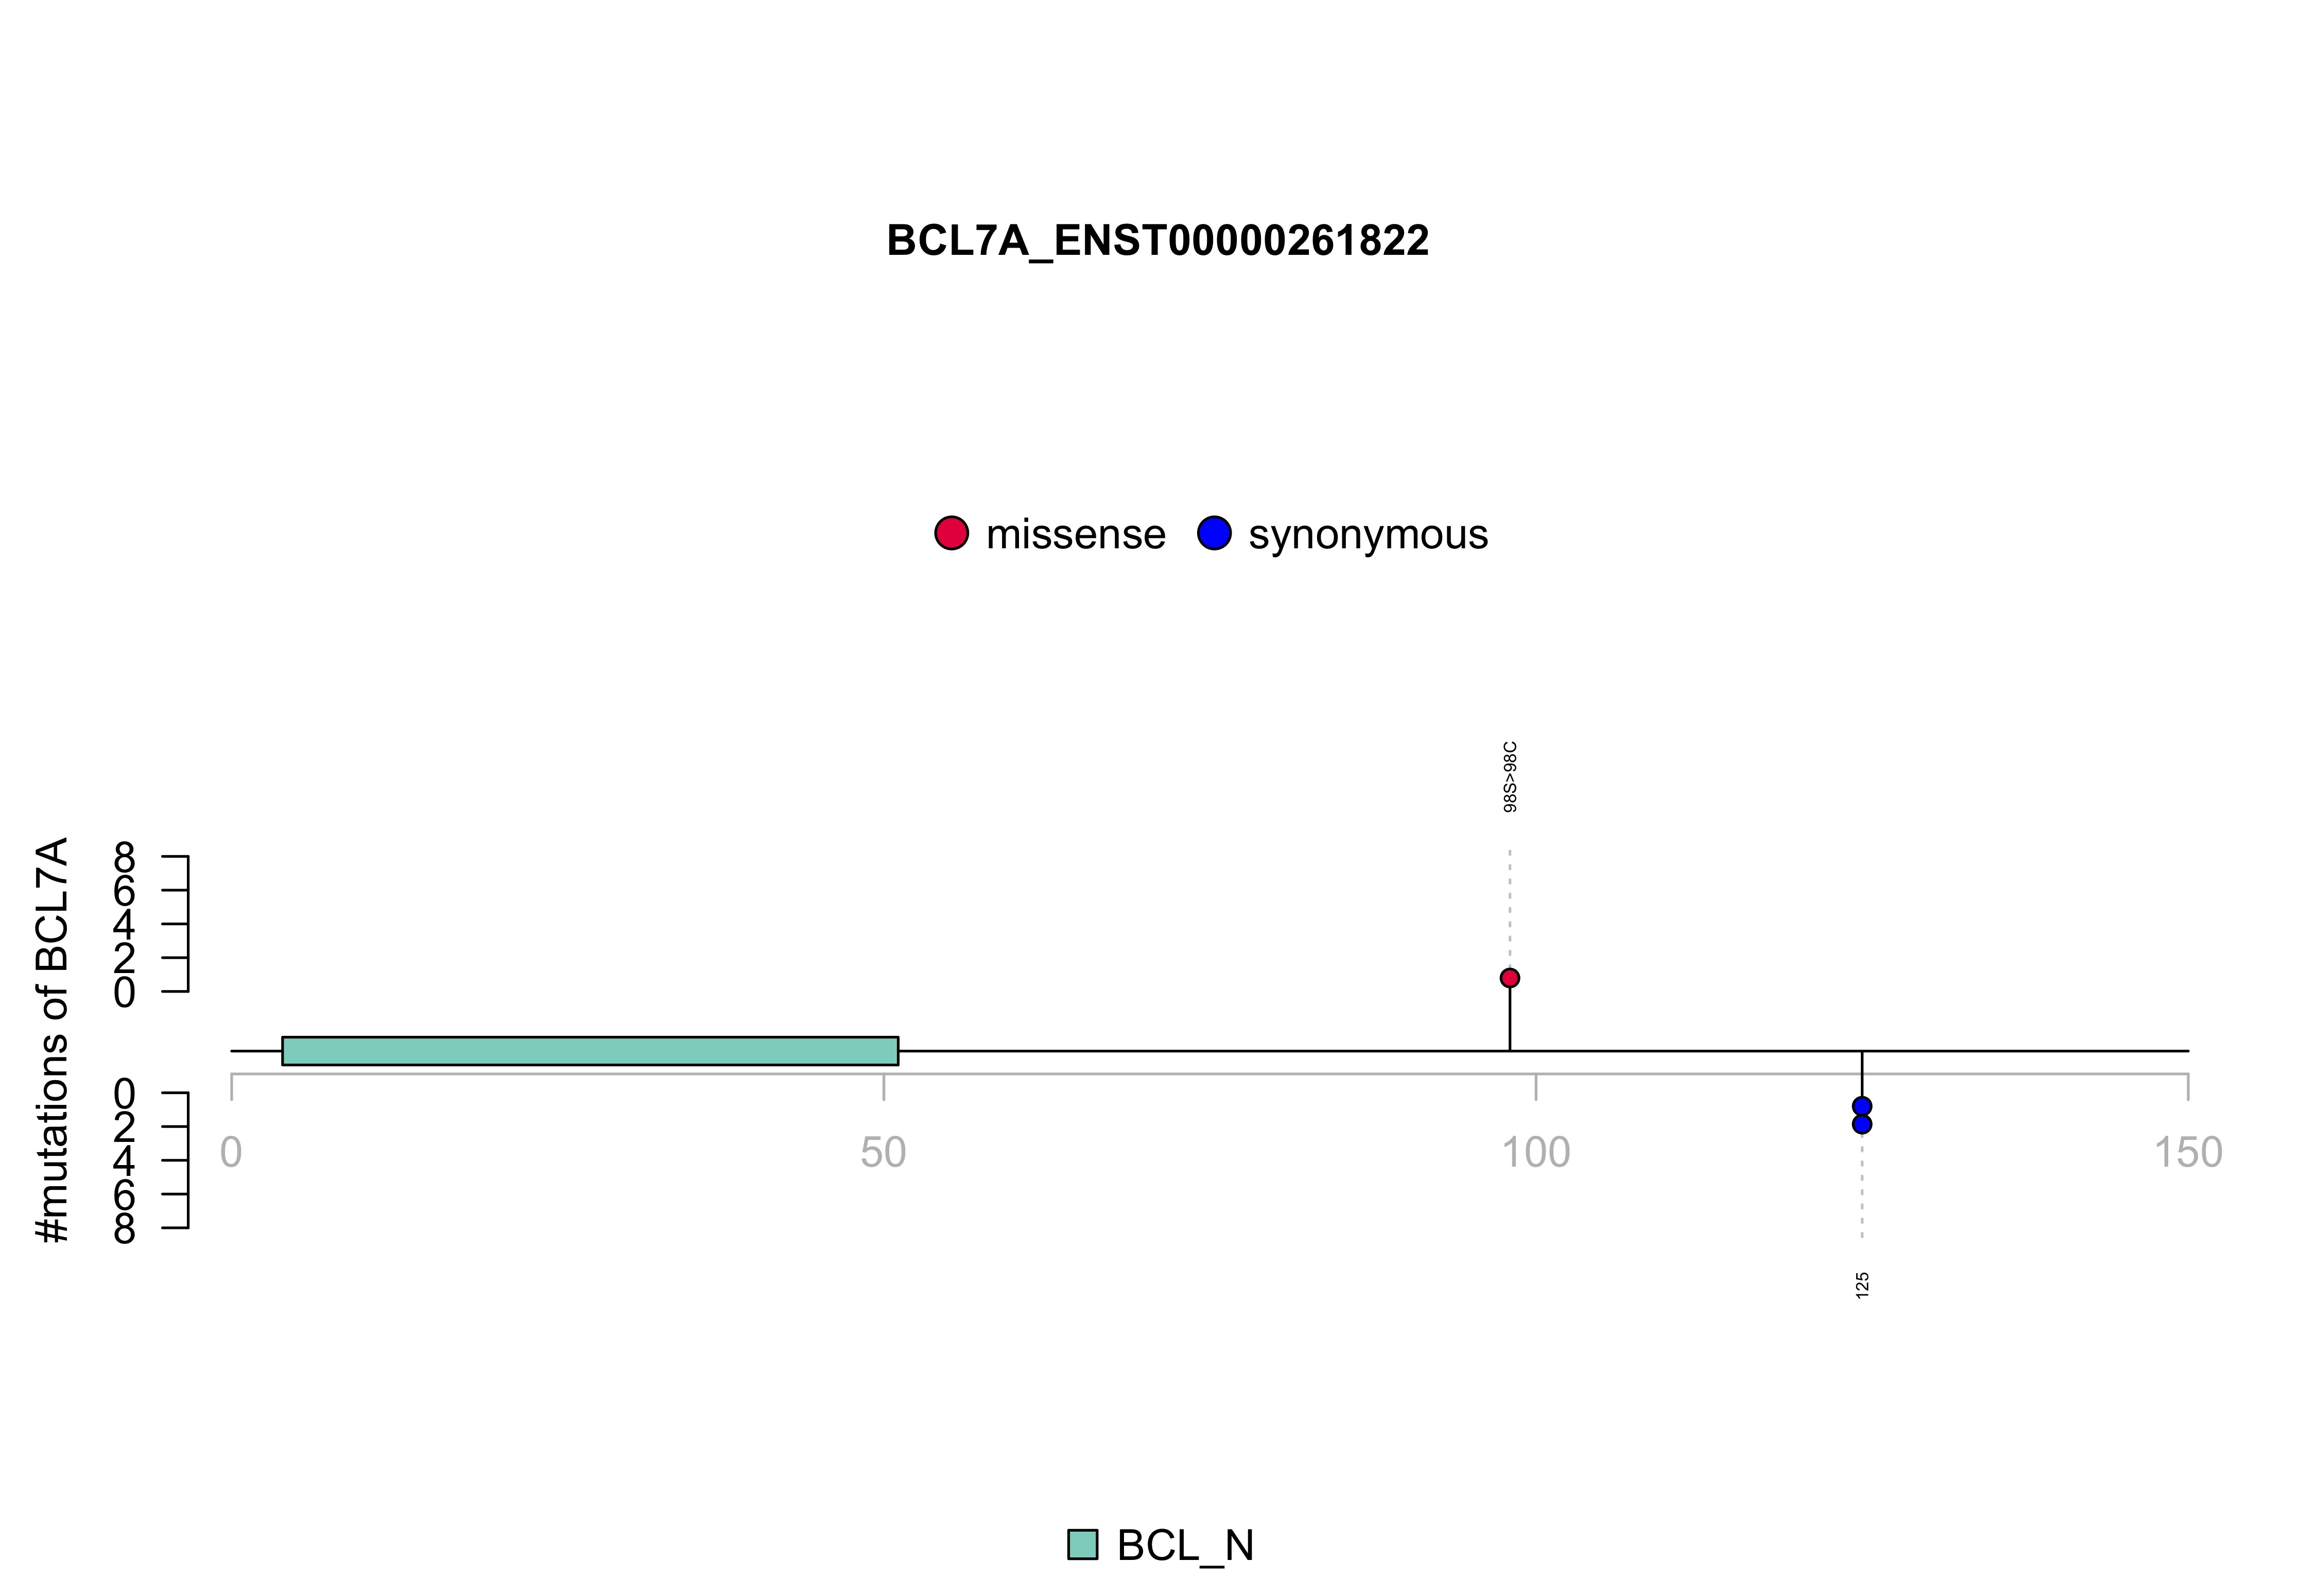 BCL7A_ENST00000261822
missense synonymous
98S>98C
#mutations of BCL7A
8
6
4
2
0
0
2
4
6
8
0 50 100 150
125
BCL_N